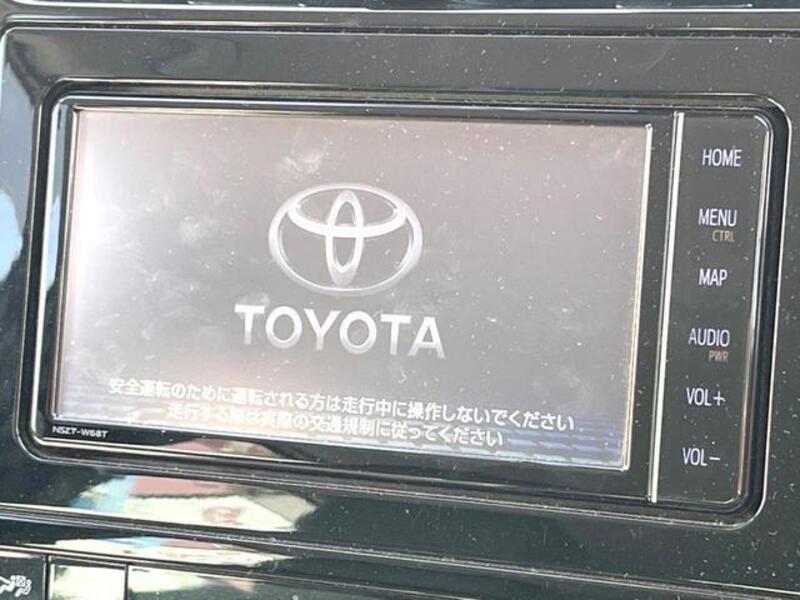 TOYOTA
安全運転のために運転される方は走行中に操作しないでください
走行する際は実際の交通規制に従ってください
NSZT-W68T
HOME
MENU
CTRL
MAP
AUDIO
PWR
VOL+
VOL-